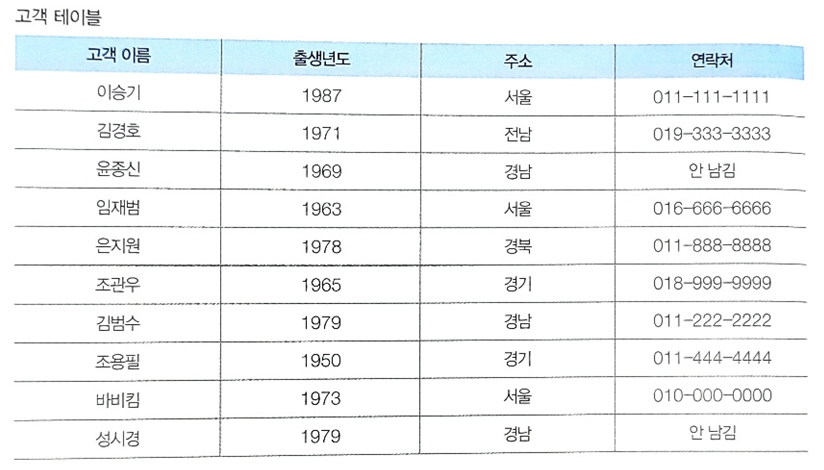 고객 테이블
고객 이름 출생년도 주소 연락처
이승기 1987 서울 011-111-1111
김경호 1971 전남 019-333-3333
윤종신 1969 경남 안 남김
임재범 1963 서울 016-666-6666
은지원 1978 경북 011-888-8888
조관우 1965 경기 018-999-9999
김범수 1979 경남 011-222-2222
조용필 1950 경기 011-444-4444
바비킴 1973 서울 010-000-0000
성시경 1979 경남 안 남김